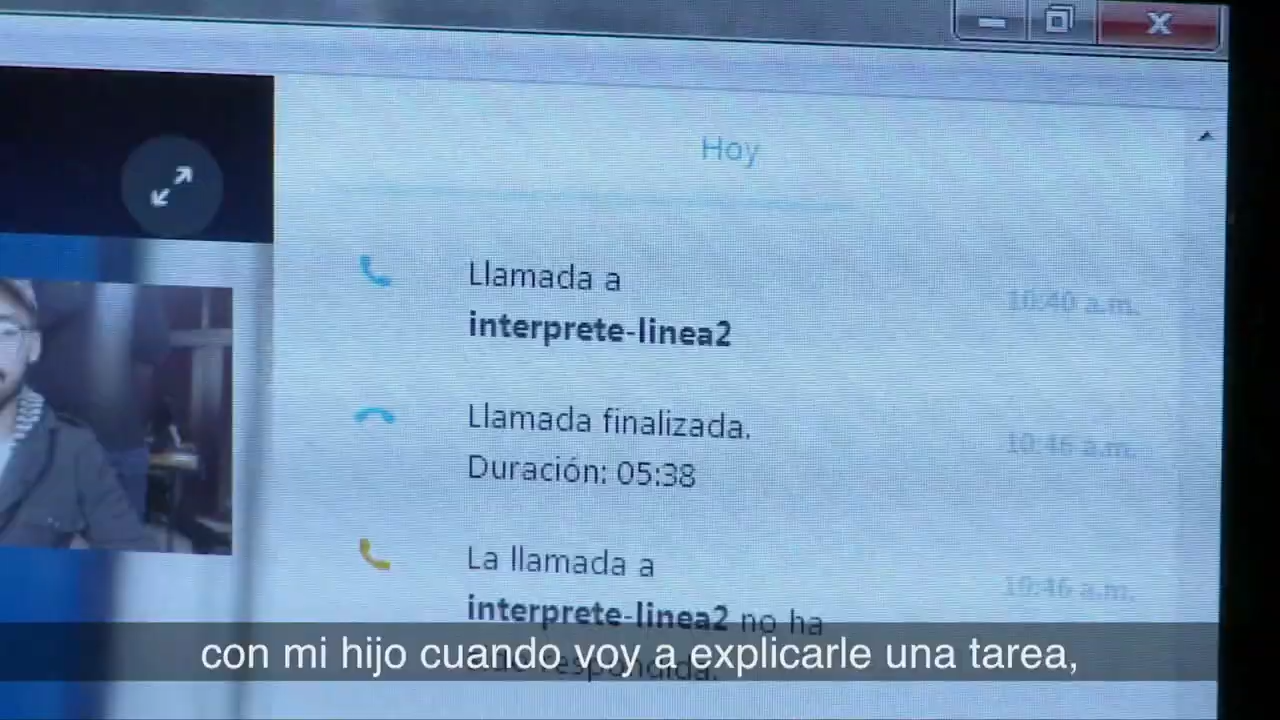 Hoy
Llamada a
interprete-linea2
10:40 a.m.
Llamada finalizada.
Duración: 05:38
10:46 a.m.
La llamada a
interprete-linea2 no ha
10:46 a.m.
respondida.
con mi hijo cuando voy a explicarle una tarea,